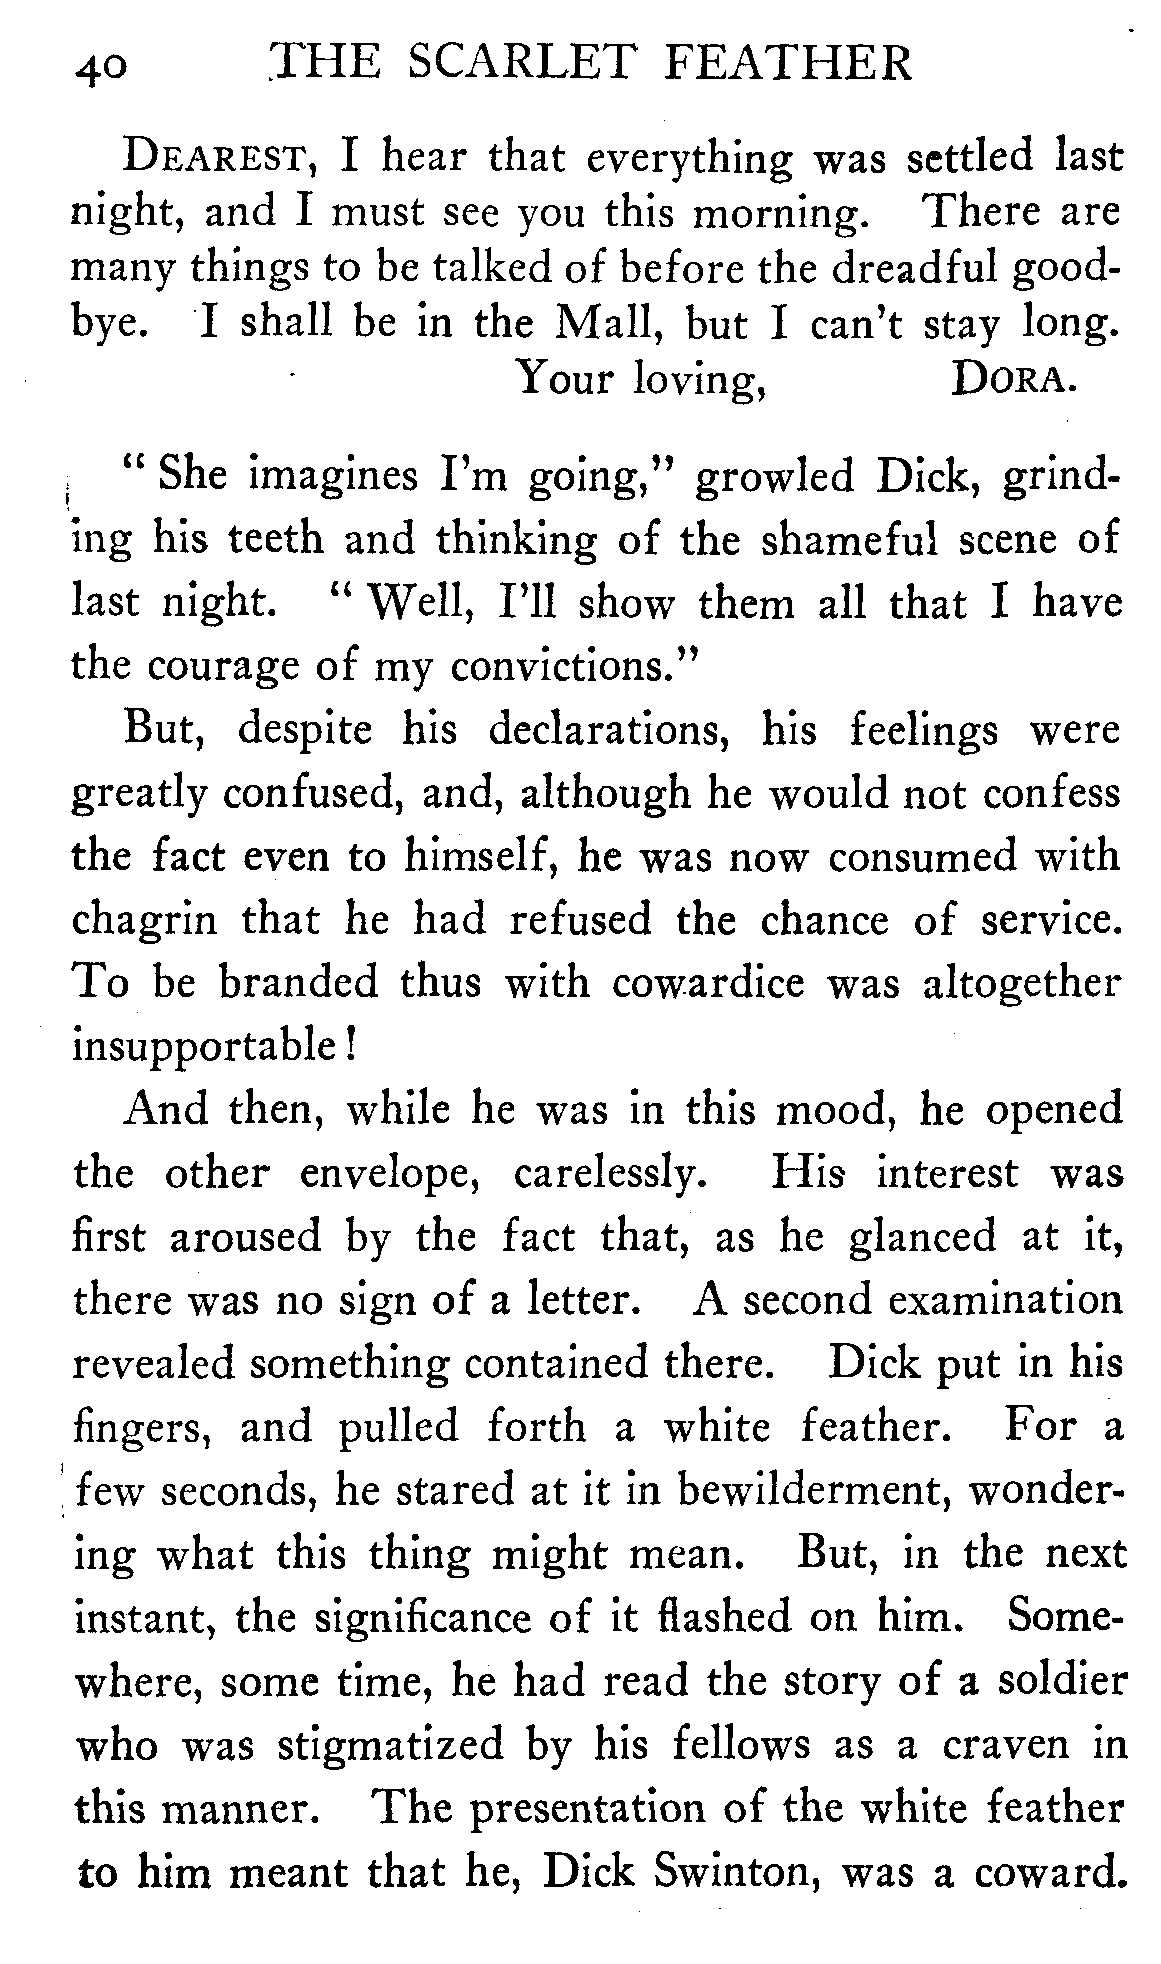 40 THE SCARLET FEATHER
DEAREST, I hear that everything was settled last
night, and I must see you this morning. There are
many things to be talked of before the dreadful good-
bye. I shall be in the Mall, but I can't stay long.
Your loving, DORA.
" She imagines I'm going," growled Dick, grind-
ing his teeth and thinking of the shameful scene of
last night. " Well, I'll show them all that I have
the courage of my convictions."
But, despite his declarations, his feelings were
greatly confused, and, although he would not confess
the fact even to himself, he was now consumed with
chagrin that he had refused the chance of service.
To be branded thus with cowardice was altogether
insupportable !
And then, while he was in this mood, he opened
the other envelope, carelessly. His interest was
first aroused by the fact that, as he glanced at it,
there was no sign of a letter. A second examination
revealed something contained there. Dick put in his
fingers, and pulled forth a white feather. For a
few seconds, he stared at it in bewilderment, wonder-
ing what this thing might mean. But, in the next
instant, the significance of it flashed on him. Some-
where, some time, he had read the story of a soldier
who was stigmatized by his fellows as a craven in
this manner. The presentation of the white feather
to him meant that he, Dick Swinton, was a coward.